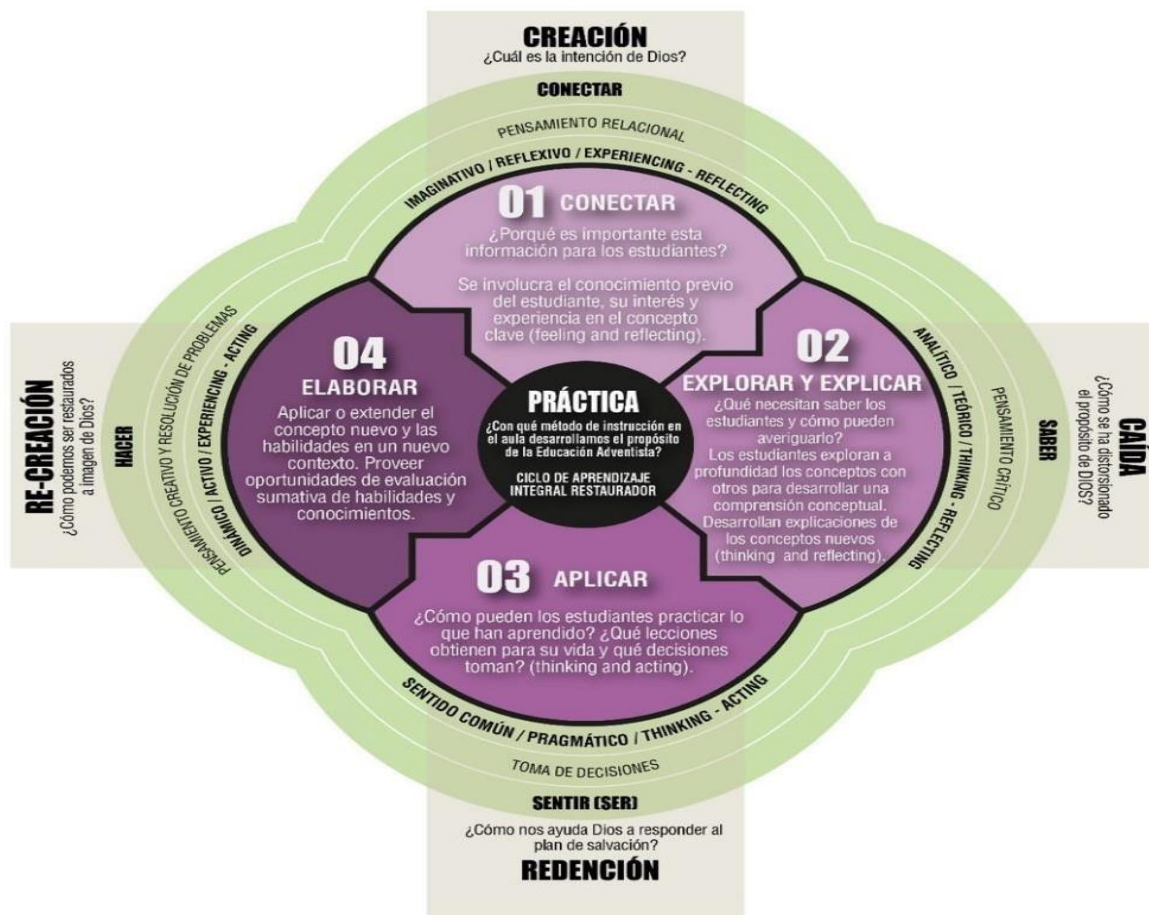 CREACIÓN
¿Cuál es la intención de Dios?
CONECTAR
PENSAMIENTO RELACIONAL
IMAGINATIVO / REFLEXIVO / EXPERIENCING - REFLECTING
01 CONECTAR
¿Porqué es importante esta
información para los estudiantes?
Se involucra el conocimiento previo
del estudiante, su interés y
experiencia en el concepto
clave (feeling and reflecting).
02
EXPLORAR Y EXPLICAR
¿Qué necesitan saber los
estudiantes y cómo pueden
averiguarlo?
Los estudiantes exploran a
profundidad los conceptos con
otros para desarrollar una
comprensión conceptual.
Desarrollan explicaciones de
los conceptos nuevos
(thinking and reflecting).
ANALÍTICO / TEÓRICO / THINKING - REFLECTING
PENSAMIENTO CRÍTICO
SABER
¿Cómo se ha distorsionado
el propósito de DIOS?
CAÍDA
PRÁCTICA
¿Con qué método de instrucción en
el aula desarrollamos el propósito
de la Educación Adventista?
CICLO DE APRENDIZAJE
INTEGRAL RESTAURADOR
03 APLICAR
¿Cómo pueden los estudiantes practicar lo
que han aprendido? ¿Qué lecciones
obtienen para su vida y qué decisiones
toman? (thinking and acting).
SENTIDO COMÚN / PRAGMÁTICO / THINKING - ACTING
TOMA DE DECISIONES
SENTIR (SER)
¿Cómo nos ayuda Dios a responder al
plan de salvación?
REDENCIÓN
04
ELABORAR
Aplicar o extender el
concepto nuevo y las
habilidades en un nuevo
contexto. Proveer
oportunidades de evaluación
sumativa de habilidades y
conocimientos.
DINÁMICO / ACTIVO / EXPERIENCING - ACTING
PENSAMIENTO CREATIVO Y RESOLUCIÓN DE PROBLEMAS
HACER
¿Cómo podemos ser restaurados
a imagen de Dios?
RE-CREACIÓN